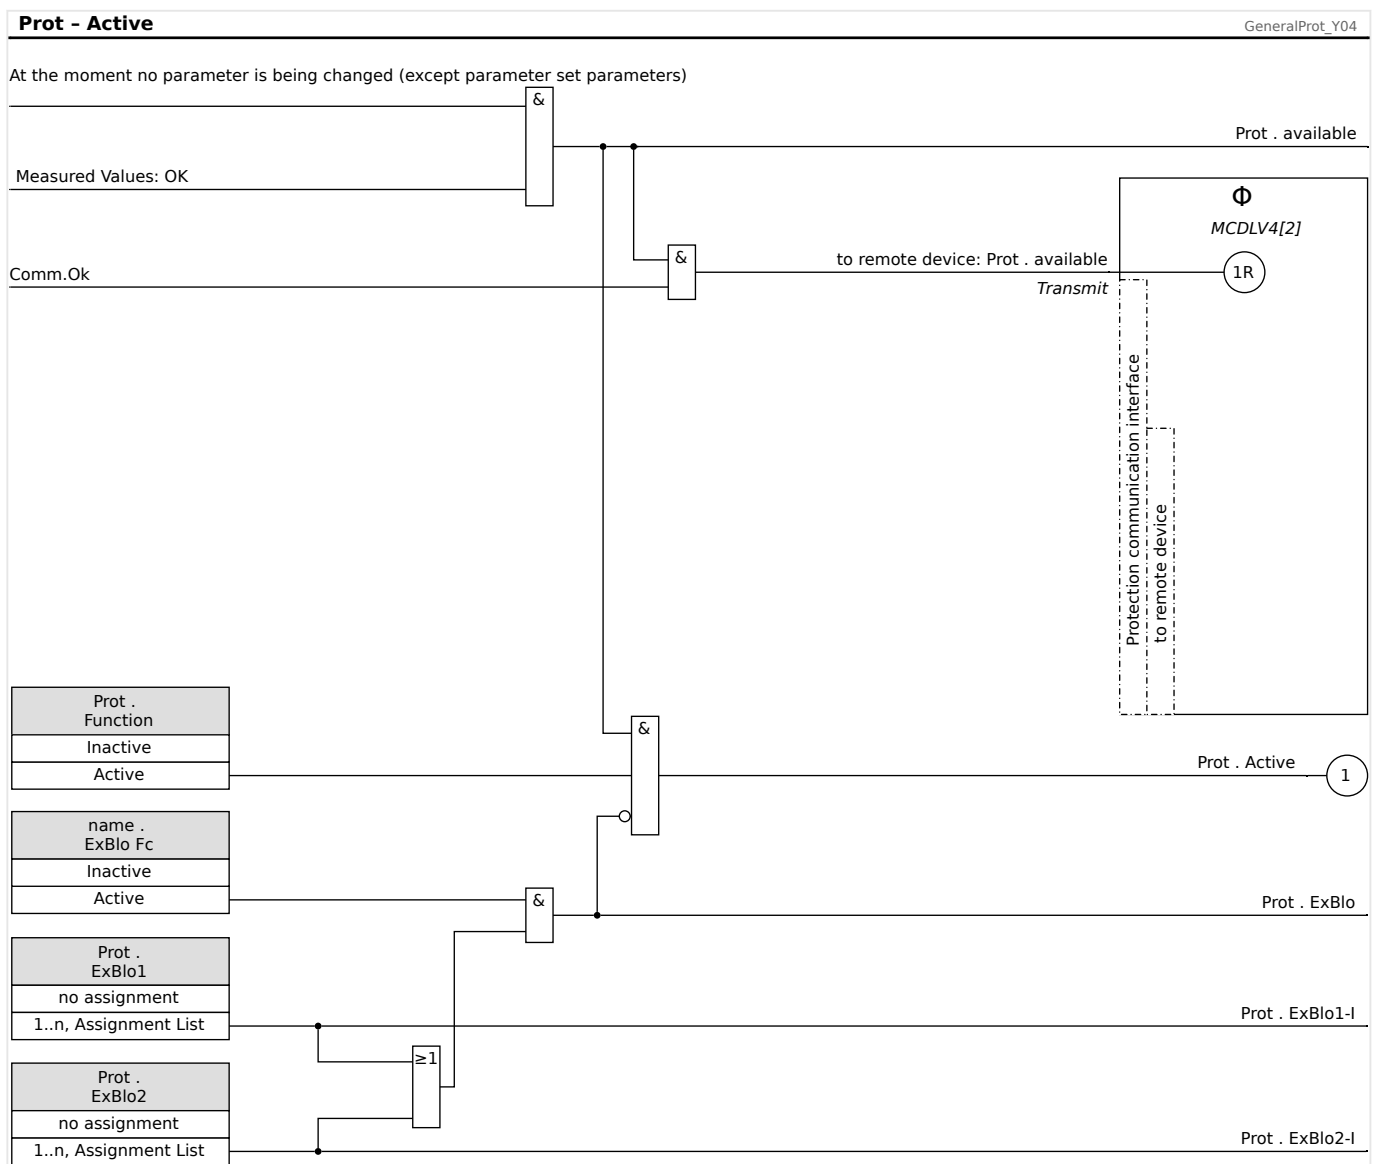 Prot – Active
GeneralProt_Y04
At the moment no parameter is being changed (except parameter set parameters)
&
Prot . available
Measured Values: OK
Φ
MCDLV4[2]
&
to remote device: Prot . available
1R
Comm.Ok
Transmit
Protection communication interface
to remote device
Prot .
Function
Inactive
Active
&
Prot . Active
1
name .
ExBlo Fc
Inactive
Active
&
Prot . ExBlo
Prot .
ExBlo1
no assignment
1..n, Assignment List
Prot . ExBlo1-I
≥1
Prot .
ExBlo2
no assignment
1..n, Assignment List
Prot . ExBlo2-I